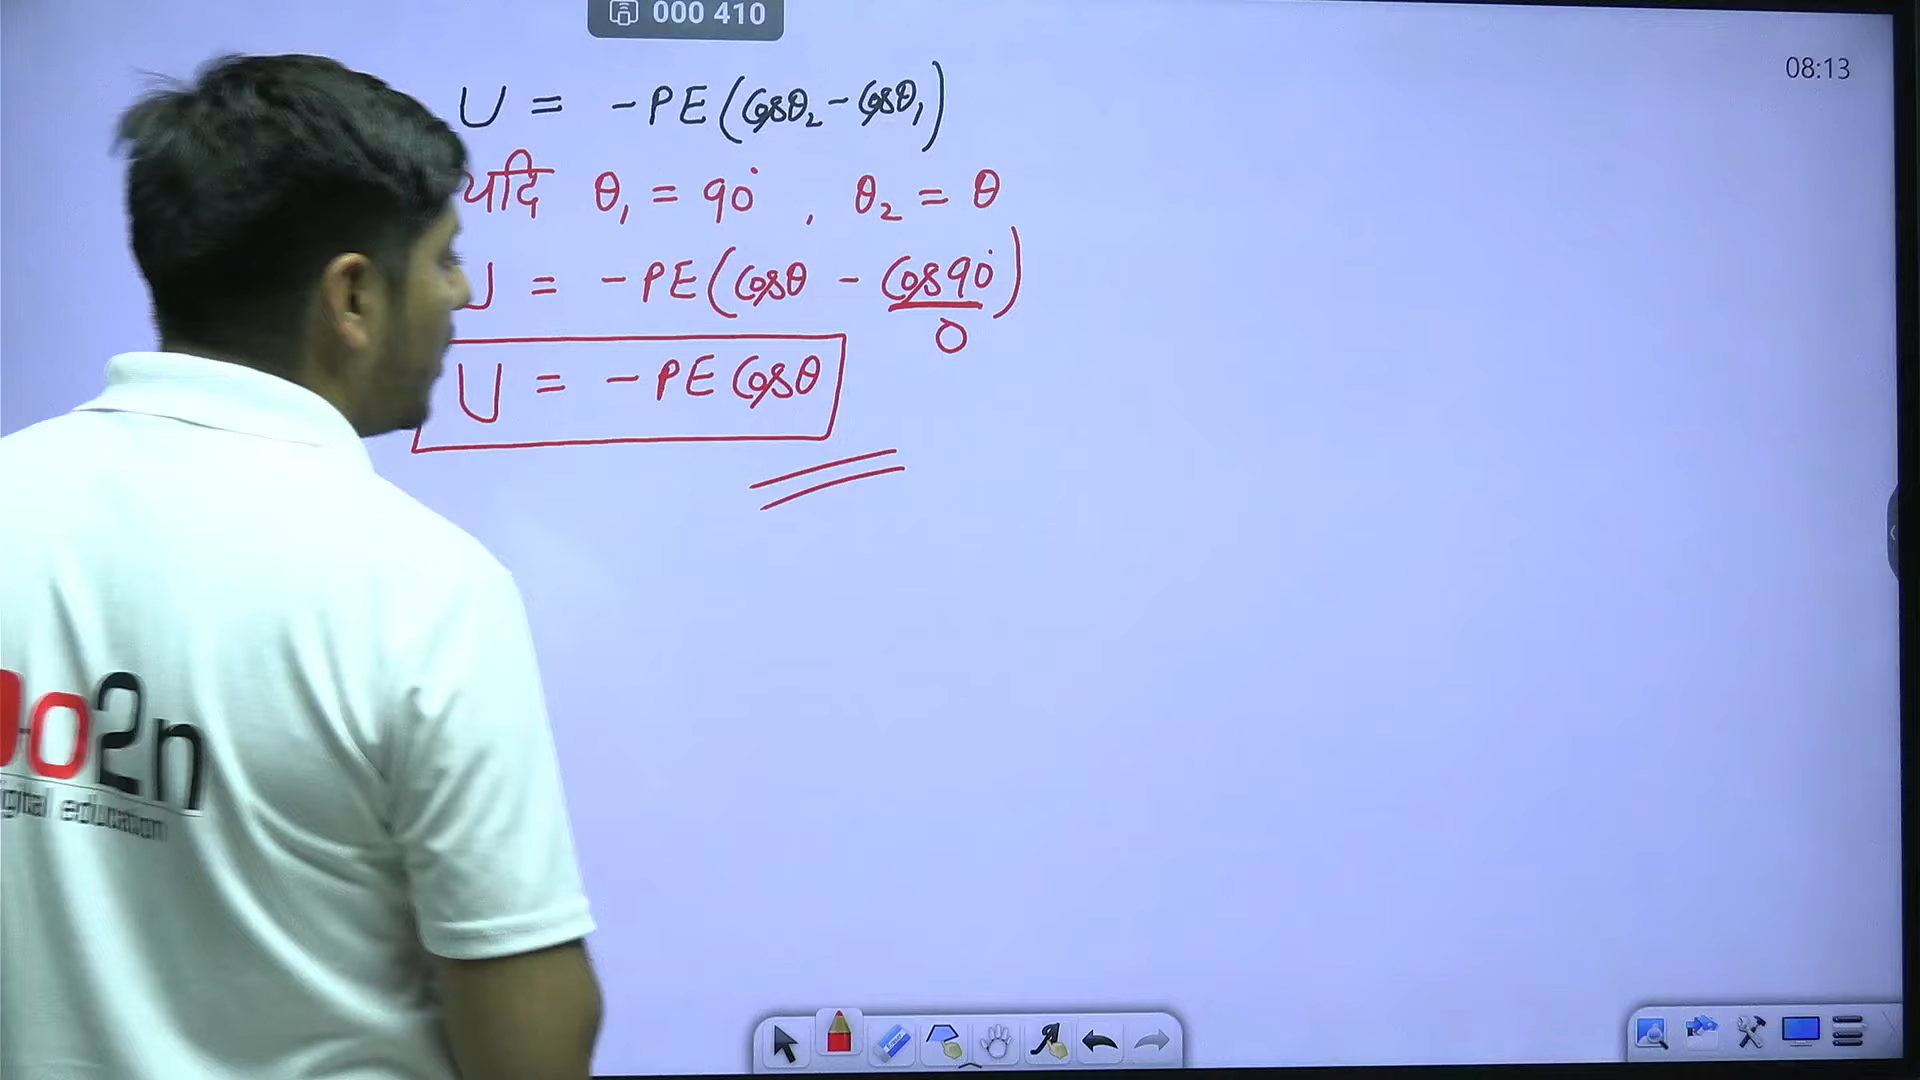 000 410
08:13
U = -PE(Cosθ₂ - Cosθ₁)
यदि θ₁ = 90° , θ₂ = θ
U = -PE(Cosθ - Cos90°)
0
U = -PE Cosθ
o2n
igital education